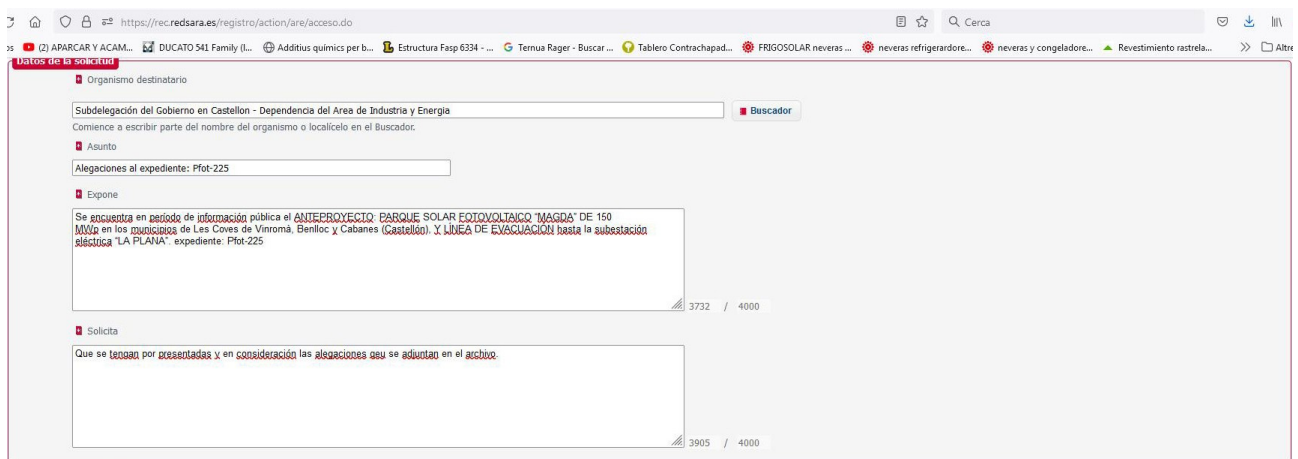 https://rec.redsara.es/registro/action/are/acceso.do
Cerca
os (2) APARCAR Y ACAM... DUCATO 541 Family (l... Additius químics per b... Estructura Fasp 6334 - ... Ternua Rager - Buscar ... Tablero Contrachapad... FRIGOSOLAR neveras ... neveras refrigerardore... neveras y congeladore... Revestimiento rastrela... Altre
Datos de la solicitud
Organismo destinatario
Subdelegación del Gobierno en Castellon - Dependencia del Area de Industria y Energia
Buscador
Comience a escribir parte del nombre del organismo o localícelo en el Buscador.
Asunto
Alegaciones al expediente: Pfot-225
Expone
Se encuentra en período de información pública el ANTEPROYECTO: PARQUE SOLAR FOTOVOLTAICO "MAGDA" DE 150
MWp en los municipios de Les Coves de Vinromá, Benlloc y Cabanes (Castellón), Y LÍNEA DE EVACUACIÓN hasta la subestación
eléctrica "LA PLANA". expediente: Pfot-225
3732 / 4000
Solicita
Que se tengan por presentadas y en consideración las alegaciones qeu se adjuntan en el archivo.
3905 / 4000